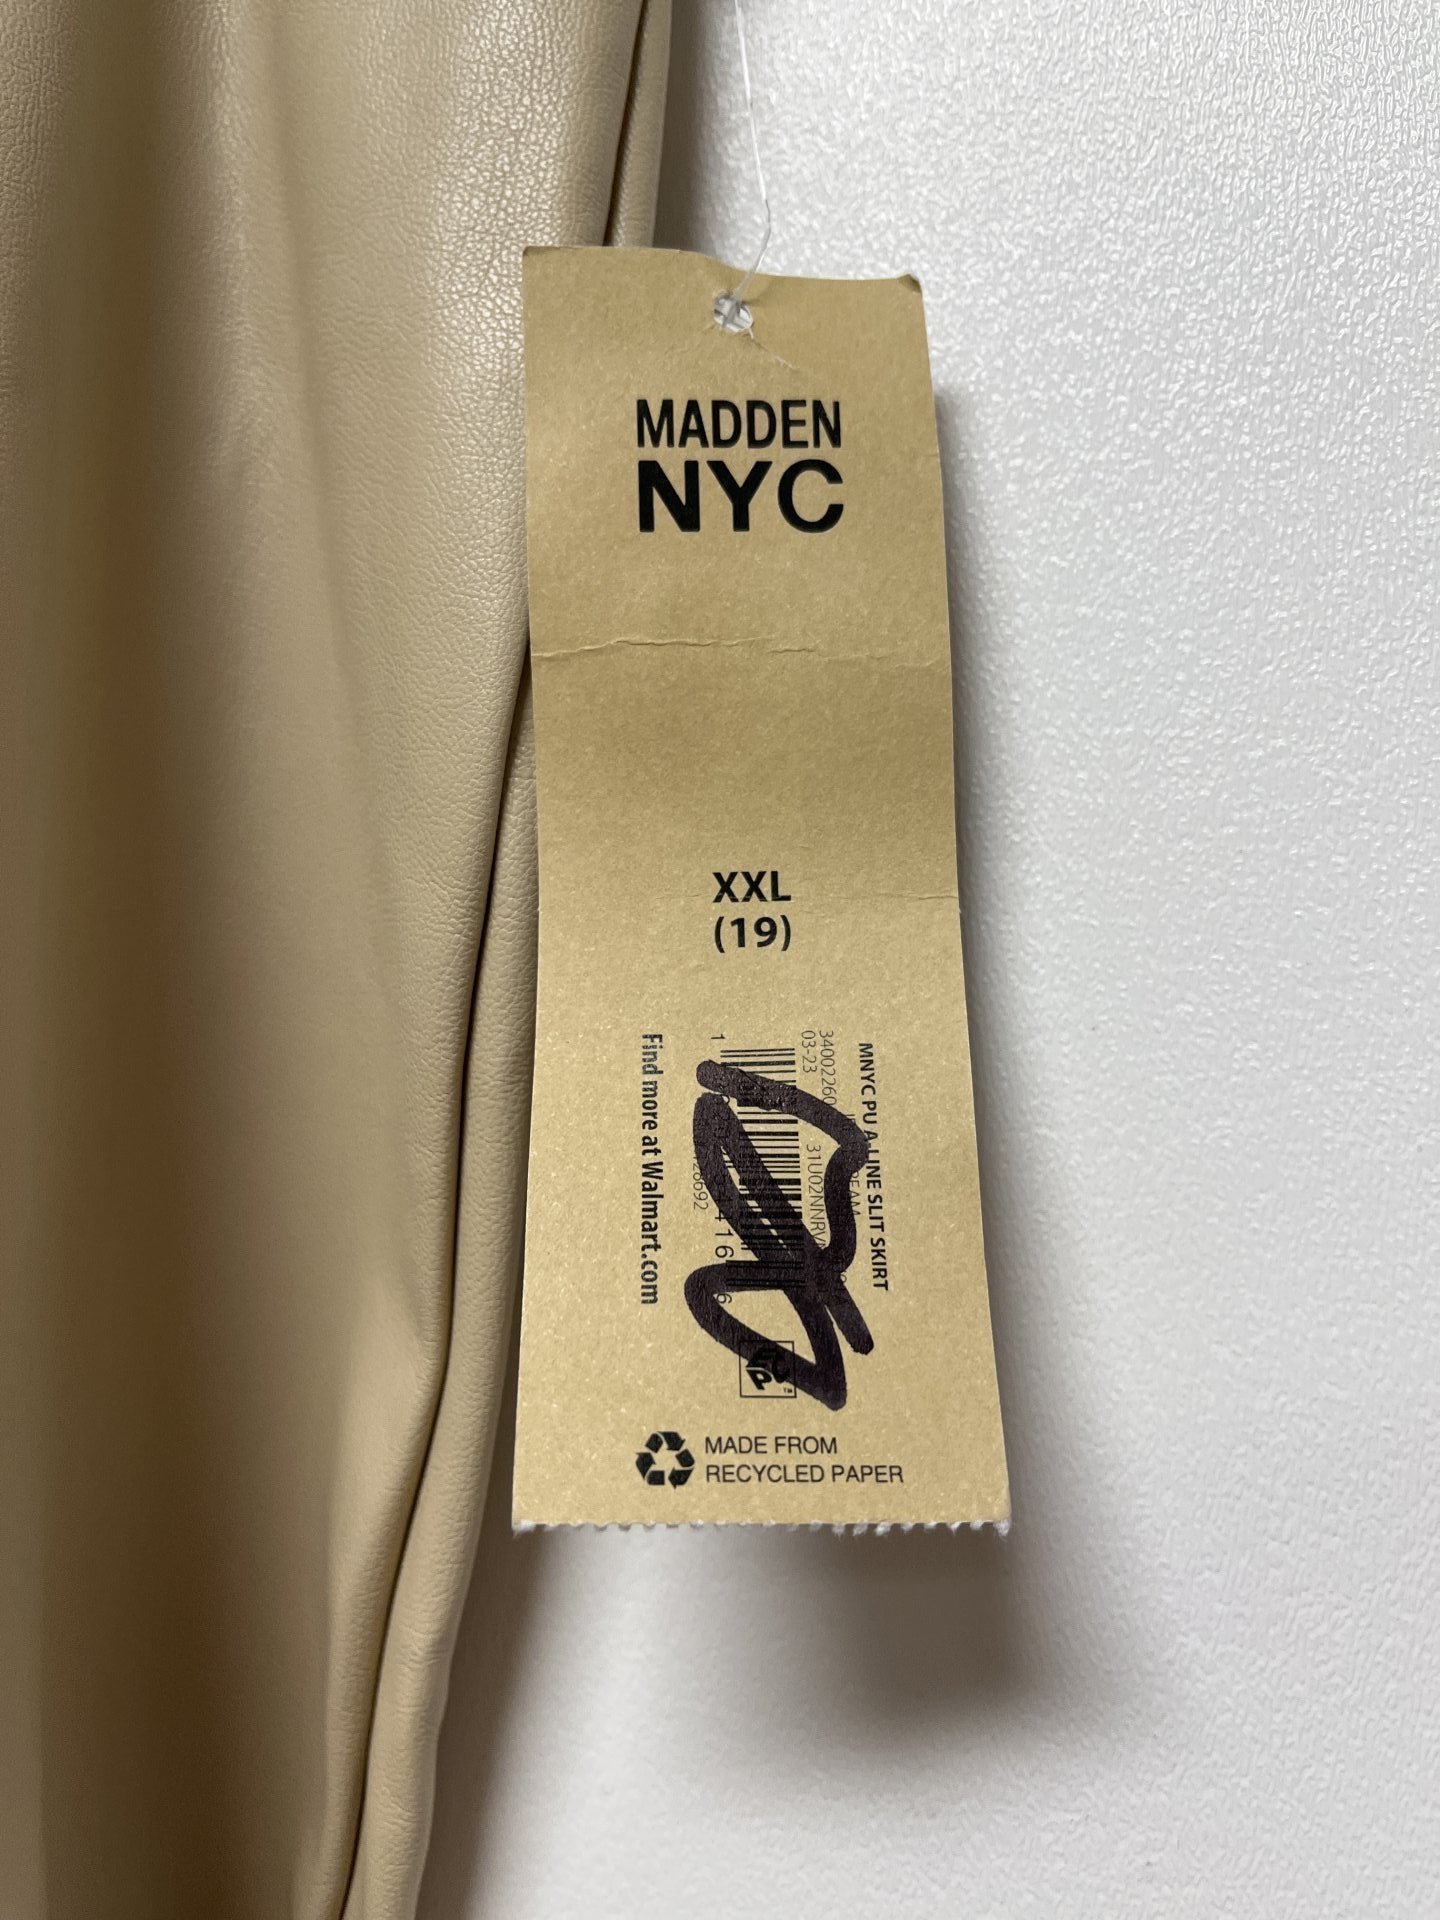 MADDEN
NYC
XXL
(19)
MNYC PU A-LINE SLIT SKIRT
34002260
03-23
Find more at Walmart.com
MADE FROM
RECYCLED PAPER